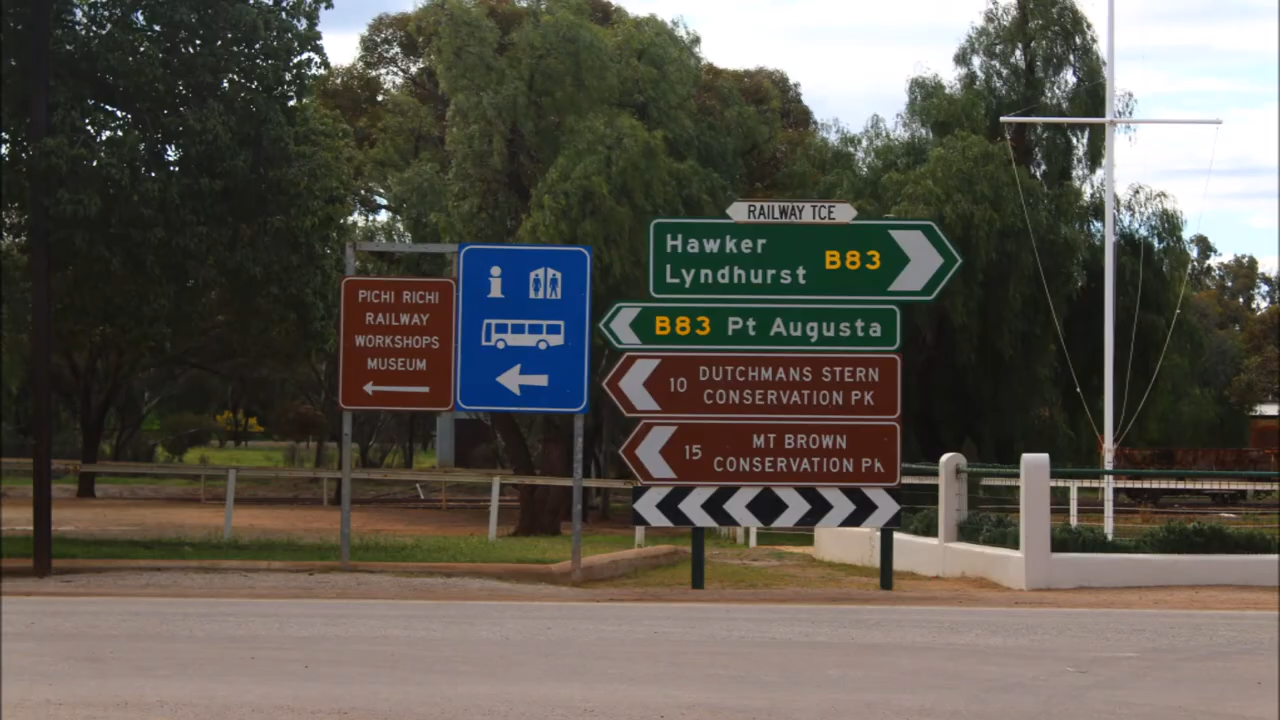 PICHI RICHI
RAILWAY
WORKSHOPS
MUSEUM
i
RAILWAY TCE
Hawker
Lyndhurst
B83
B83 Pt Augusta
10 DUTCHMANS STERN
CONSERVATION PK
15 MT BROWN
CONSERVATION PK